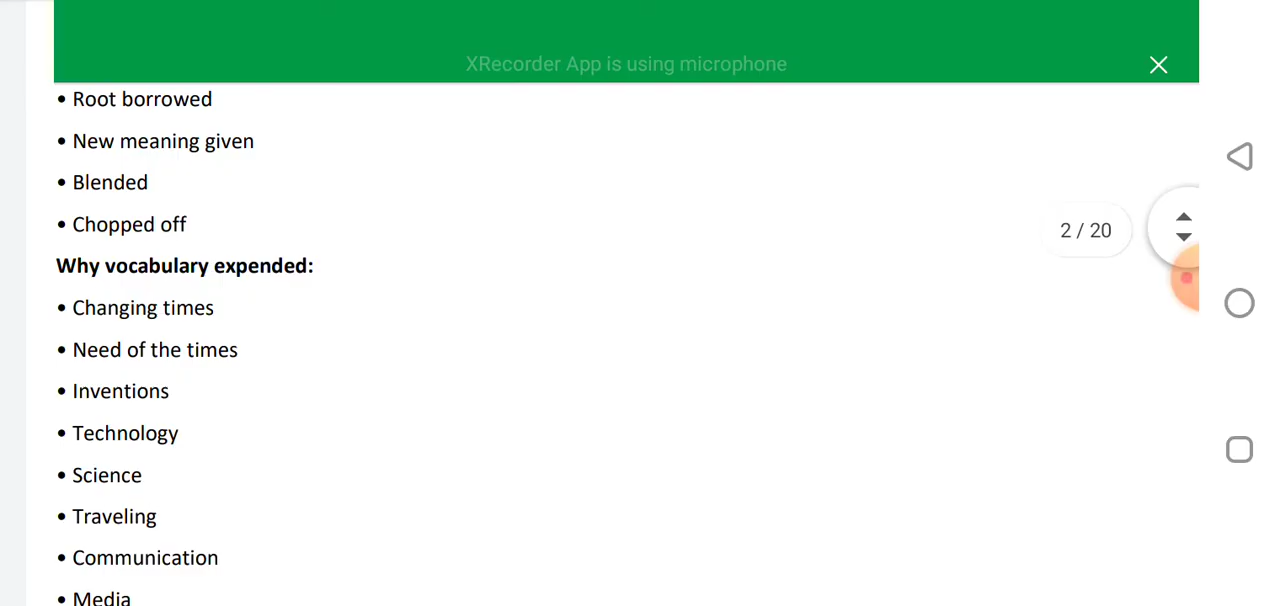 XRecorder App is using microphone
• Root borrowed
• New meaning given
• Blended
• Chopped off
2 / 20
Why vocabulary expended:
• Changing times
• Need of the times
• Inventions
• Technology
• Science
• Traveling
• Communication
• Media